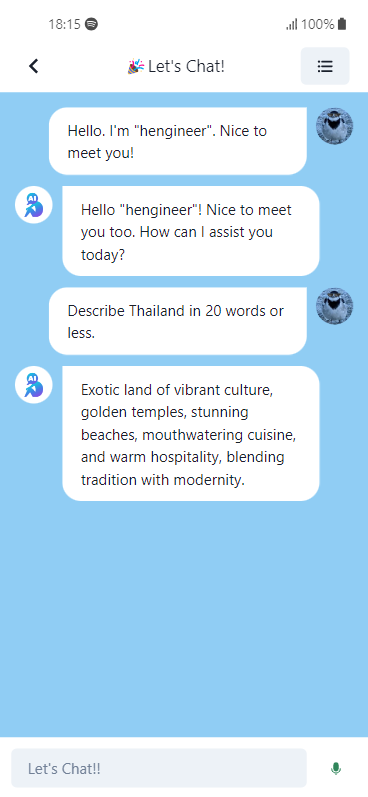 18:15 100%
🎉 Let's Chat!
Hello. I'm "hengineer". Nice to
meet you!
AI
Hello "hengineer"! Nice to meet
you too. How can I assist you
today?
Describe Thailand in 20 words or
less.
AI
Exotic land of vibrant culture,
golden temples, stunning
beaches, mouthwatering cuisine,
and warm hospitality, blending
tradition with modernity.
Let's Chat!!